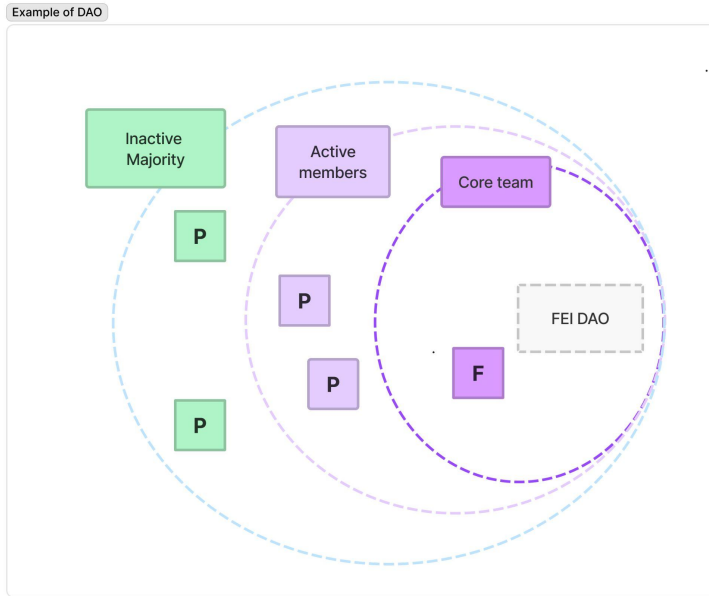 Example of DAO
Inactive
Majority
Active
members
Core team
P
P
FEI DAO
F
P
P